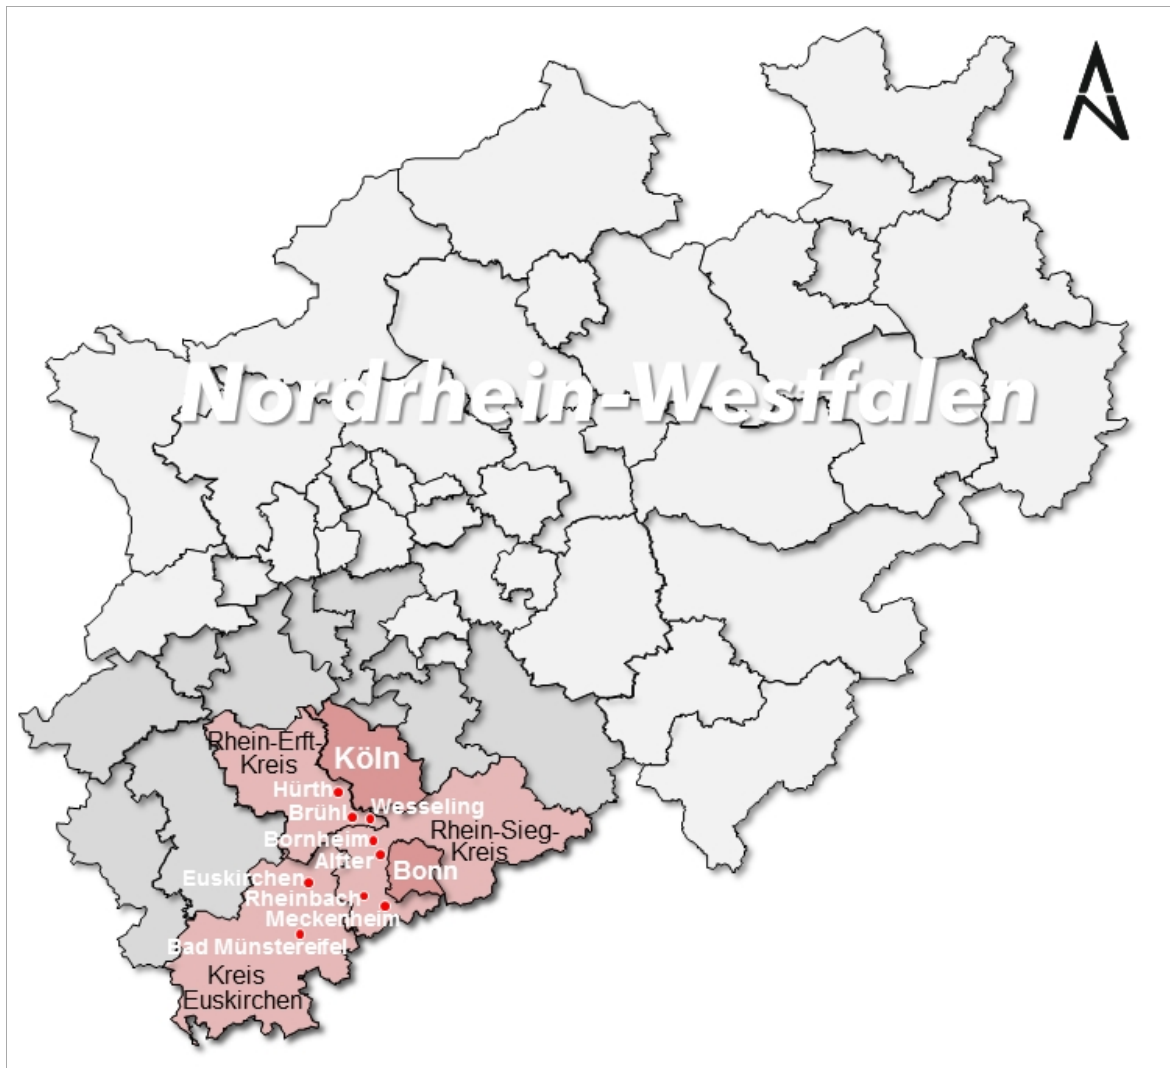 Nordrhein-Westfalen
Rhein-Erft-
Kreis
Köln
Hürth
Brühl
Wesseling
Bornheim
Rhein-Sieg-
Kreis
Alfter
Bonn
Euskirchen
Rheinbach
Meckenheim
Bad Münstereifel
Kreis
Euskirchen
N